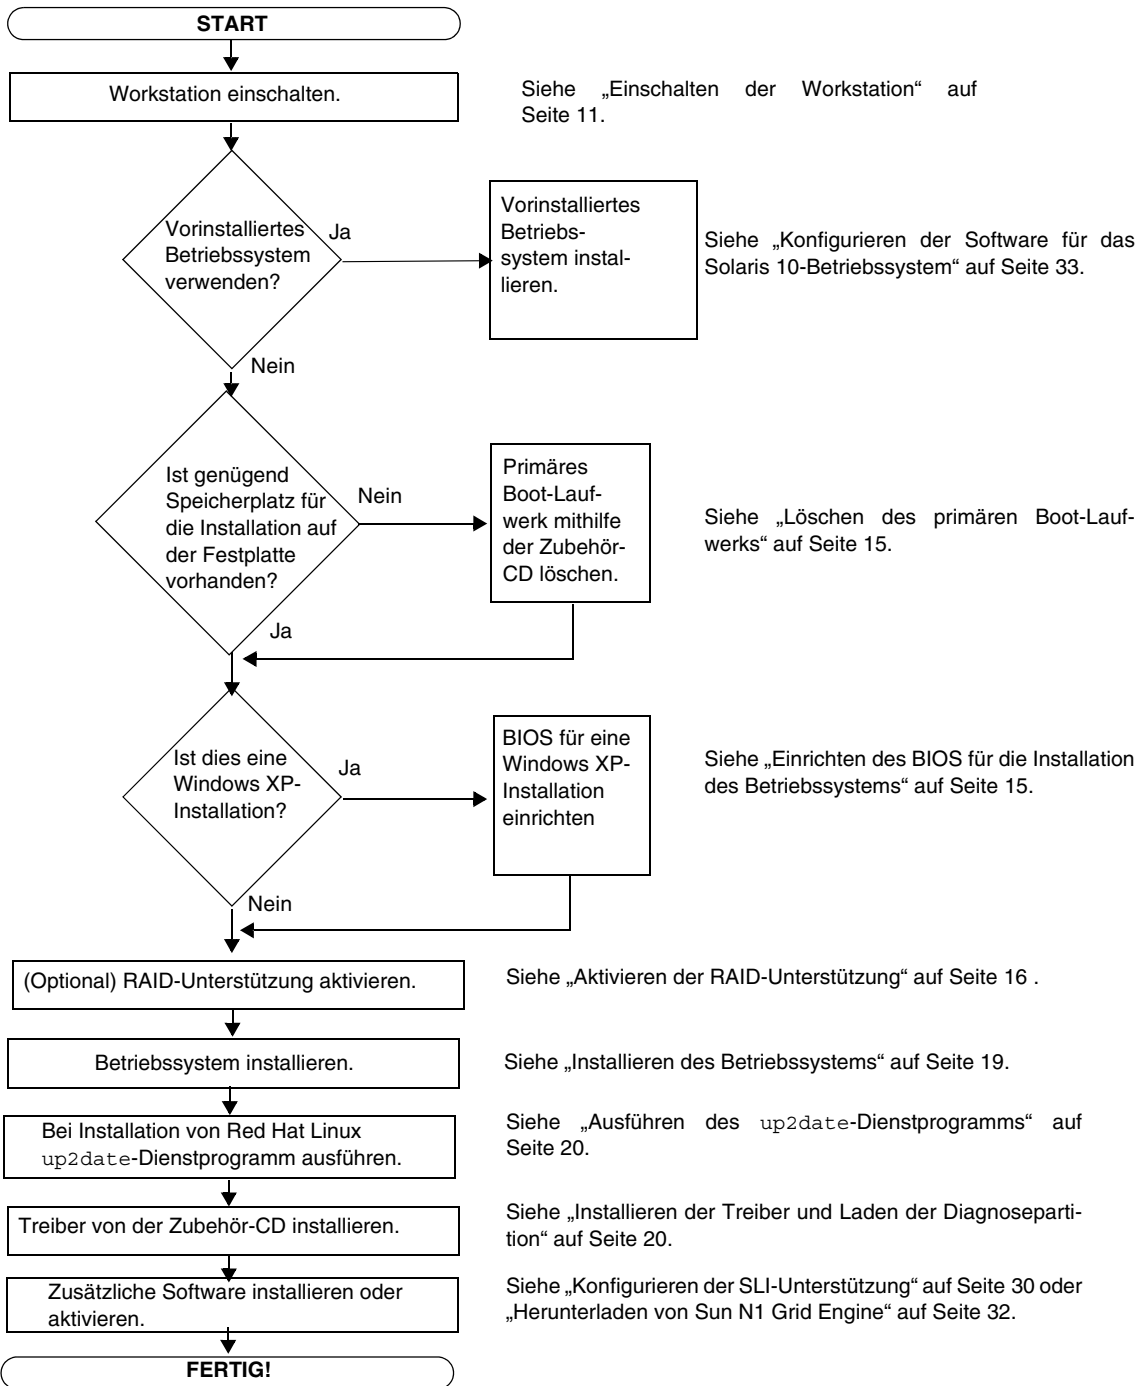 START
Workstation einschalten.
Siehe „Einschalten der Workstation“ auf
Seite 11.
Vorinstalliertes
Betriebssystem
verwenden?
Ja
Vorinstalliertes
Betriebs-
system instal-
lieren.
Siehe „Konfigurieren der Software für das
Solaris 10-Betriebssystem“ auf Seite 33.
Nein
Ist genügend
Speicherplatz für
die Installation auf
der Festplatte
vorhanden?
Nein
Primäres
Boot-Lauf-
werk mithilfe
der Zubehör-
CD löschen.
Siehe „Löschen des primären Boot-Lauf-
werks“ auf Seite 15.
Ja
Ist dies eine
Windows XP-
Installation?
Ja
BIOS für eine
Windows XP-
Installation
einrichten
Siehe „Einrichten des BIOS für die Installation
des Betriebssystems“ auf Seite 15.
Nein
(Optional) RAID-Unterstützung aktivieren.
Siehe „Aktivieren der RAID-Unterstützung“ auf Seite 16 .
Betriebssystem installieren.
Siehe „Installieren des Betriebssystems“ auf Seite 19.
Bei Installation von Red Hat Linux
up2date-Dienstprogramm ausführen.
Siehe „Ausführen des up2date-Dienstprogramms“ auf
Seite 20.
Treiber von der Zubehör-CD installieren.
Siehe „Installieren der Treiber und Laden der Diagnoseparti-
tion“ auf Seite 20.
Zusätzliche Software installieren oder
aktivieren.
Siehe „Konfigurieren der SLI-Unterstützung“ auf Seite 30 oder
„Herunterladen von Sun N1 Grid Engine“ auf Seite 32.
FERTIG!